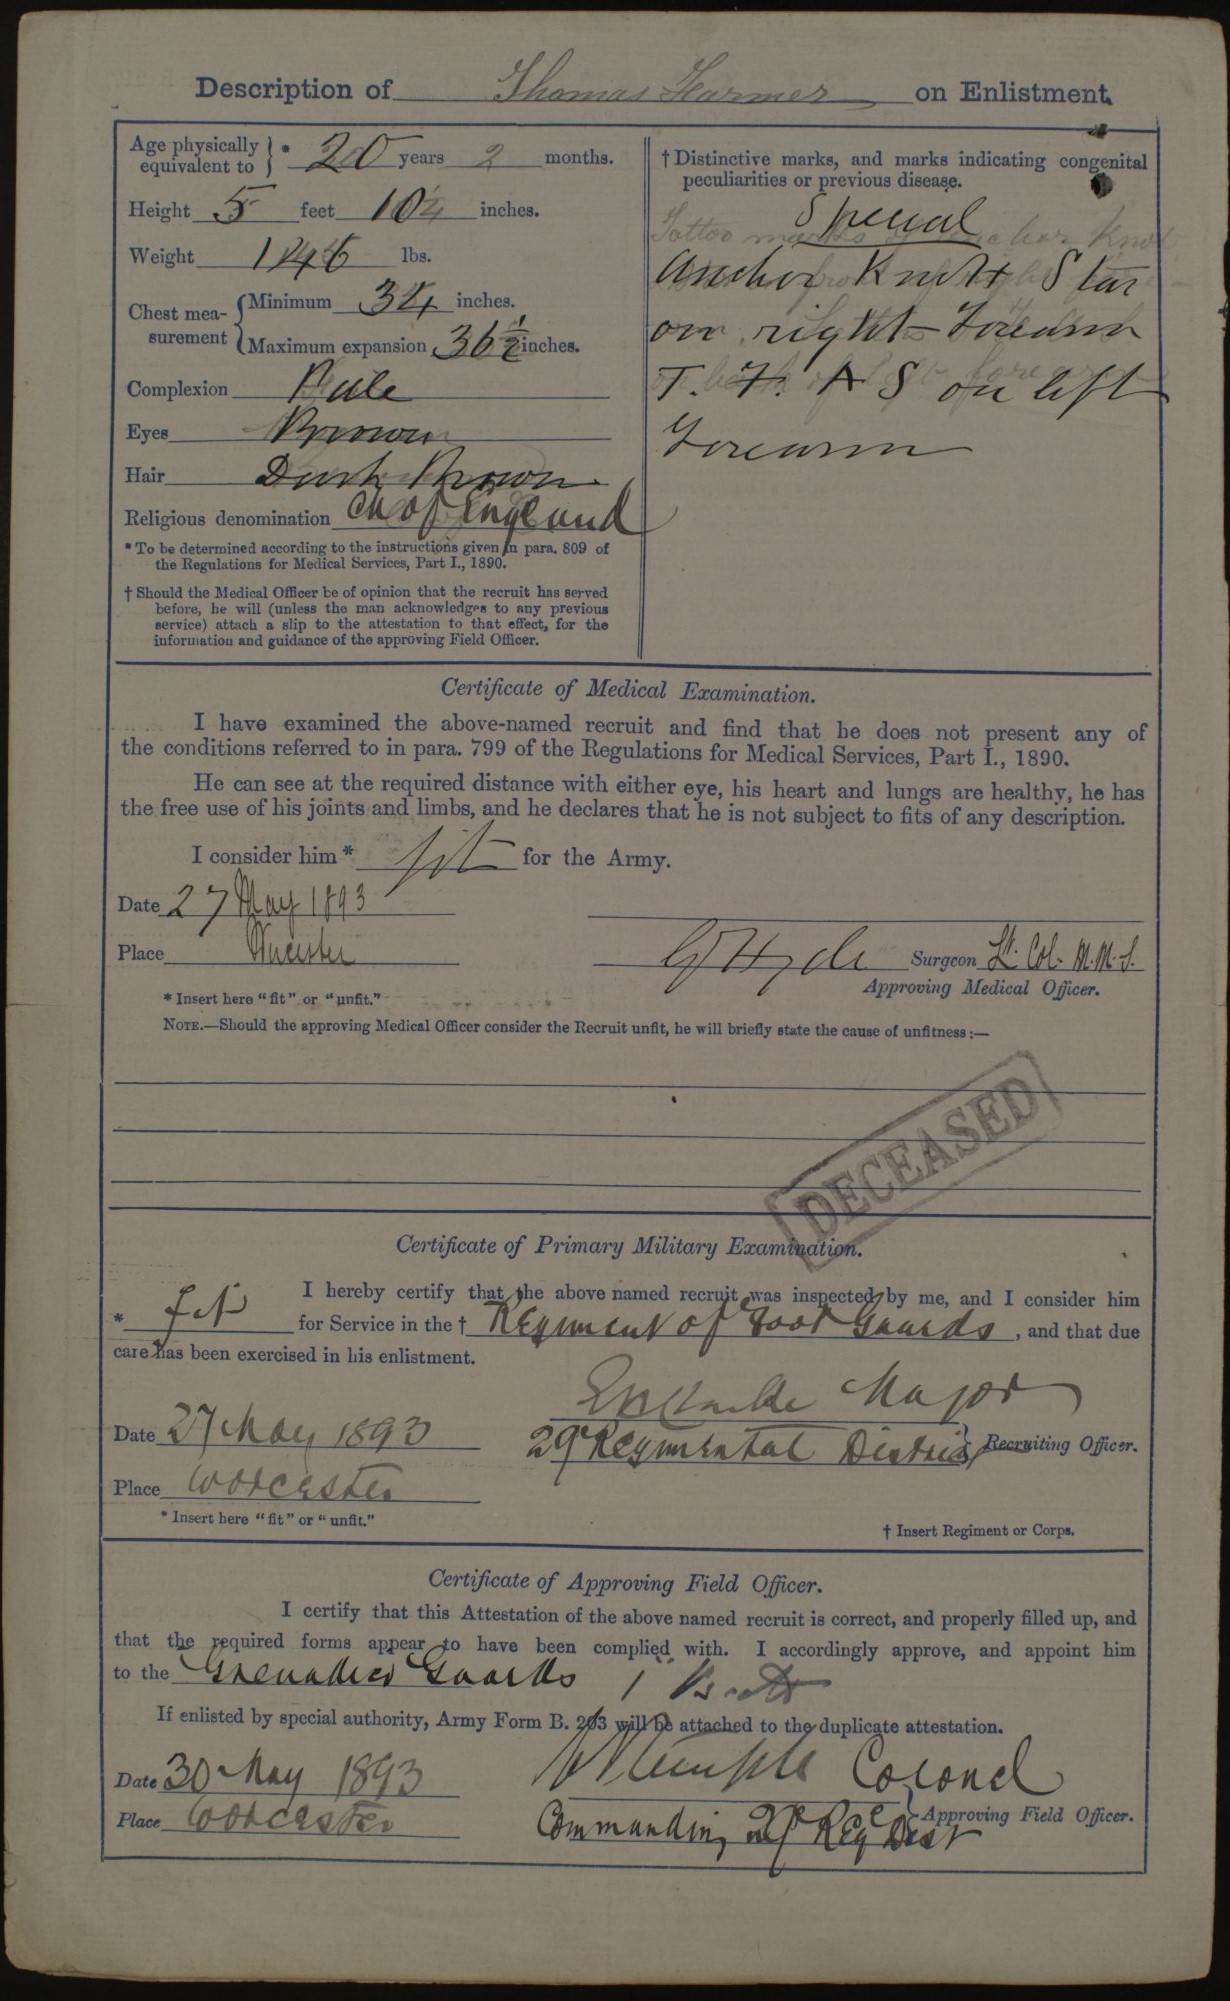 Description of Thomas Farmer on Enlistment.
Age physically equivalent to * 20 years 2 months.
Height 5 feet 10¼ inches.
Weight 146 lbs.
Chest measurement Minimum 34 inches.
Maximum expansion 36½ inches.
Complexion Pale
Eyes Brown
Hair Dark Brown
Religious denomination Ch of England
* To be determined according to the instructions given in para. 809 of
the Regulations for Medical Services, Part I., 1890.
† Should the Medical Officer be of opinion that the recruit has served
before, he will (unless the man acknowledges to any previous
service) attach a slip to the attestation to that effect, for the
information and guidance of the approving Field Officer.
† Distinctive marks, and marks indicating congenital
peculiarities or previous disease.
Special
Anchor Knott Star
on right Forearm
T. F. A S on left
Forearm
Certificate of Medical Examination.
I have examined the above-named recruit and find that he does not present any of
the conditions referred to in para. 799 of the Regulations for Medical Services, Part I., 1890.
He can see at the required distance with either eye, his heart and lungs are healthy, he has
the free use of his joints and limbs, and he declares that he is not subject to fits of any description.
I consider him * fit for the Army.
Date 27 May 1893
Place Worcester
G Hyde Surgeon Lt. Col. M.M.S.
Approving Medical Officer.
* Insert here "fit" or "unfit."
NOTE.—Should the approving Medical Officer consider the Recruit unfit, he will briefly state the cause of unfitness:—
DECEASED
Certificate of Primary Military Examination.
I hereby certify that the above named recruit was inspected by me, and I consider him
* fit for Service in the † Regiment of Foot Guards, and that due
care has been exercised in his enlistment.
Major
Date 27 May 1893
29 Regimental District Recruiting Officer.
Place Worcester
* Insert here "fit" or "unfit."
† Insert Regiment or Corps.
Certificate of Approving Field Officer.
I certify that this Attestation of the above named recruit is correct, and properly filled up, and
that the required forms appear to have been complied with. I accordingly approve, and appoint him
to the Grenadier Guards 1 Batt
If enlisted by special authority, Army Form B. 203 will be attached to the duplicate attestation.
Date 30 May 1893
Colonel
Place Worcester
Approving Field Officer.
Commanding 29 Reg Dist